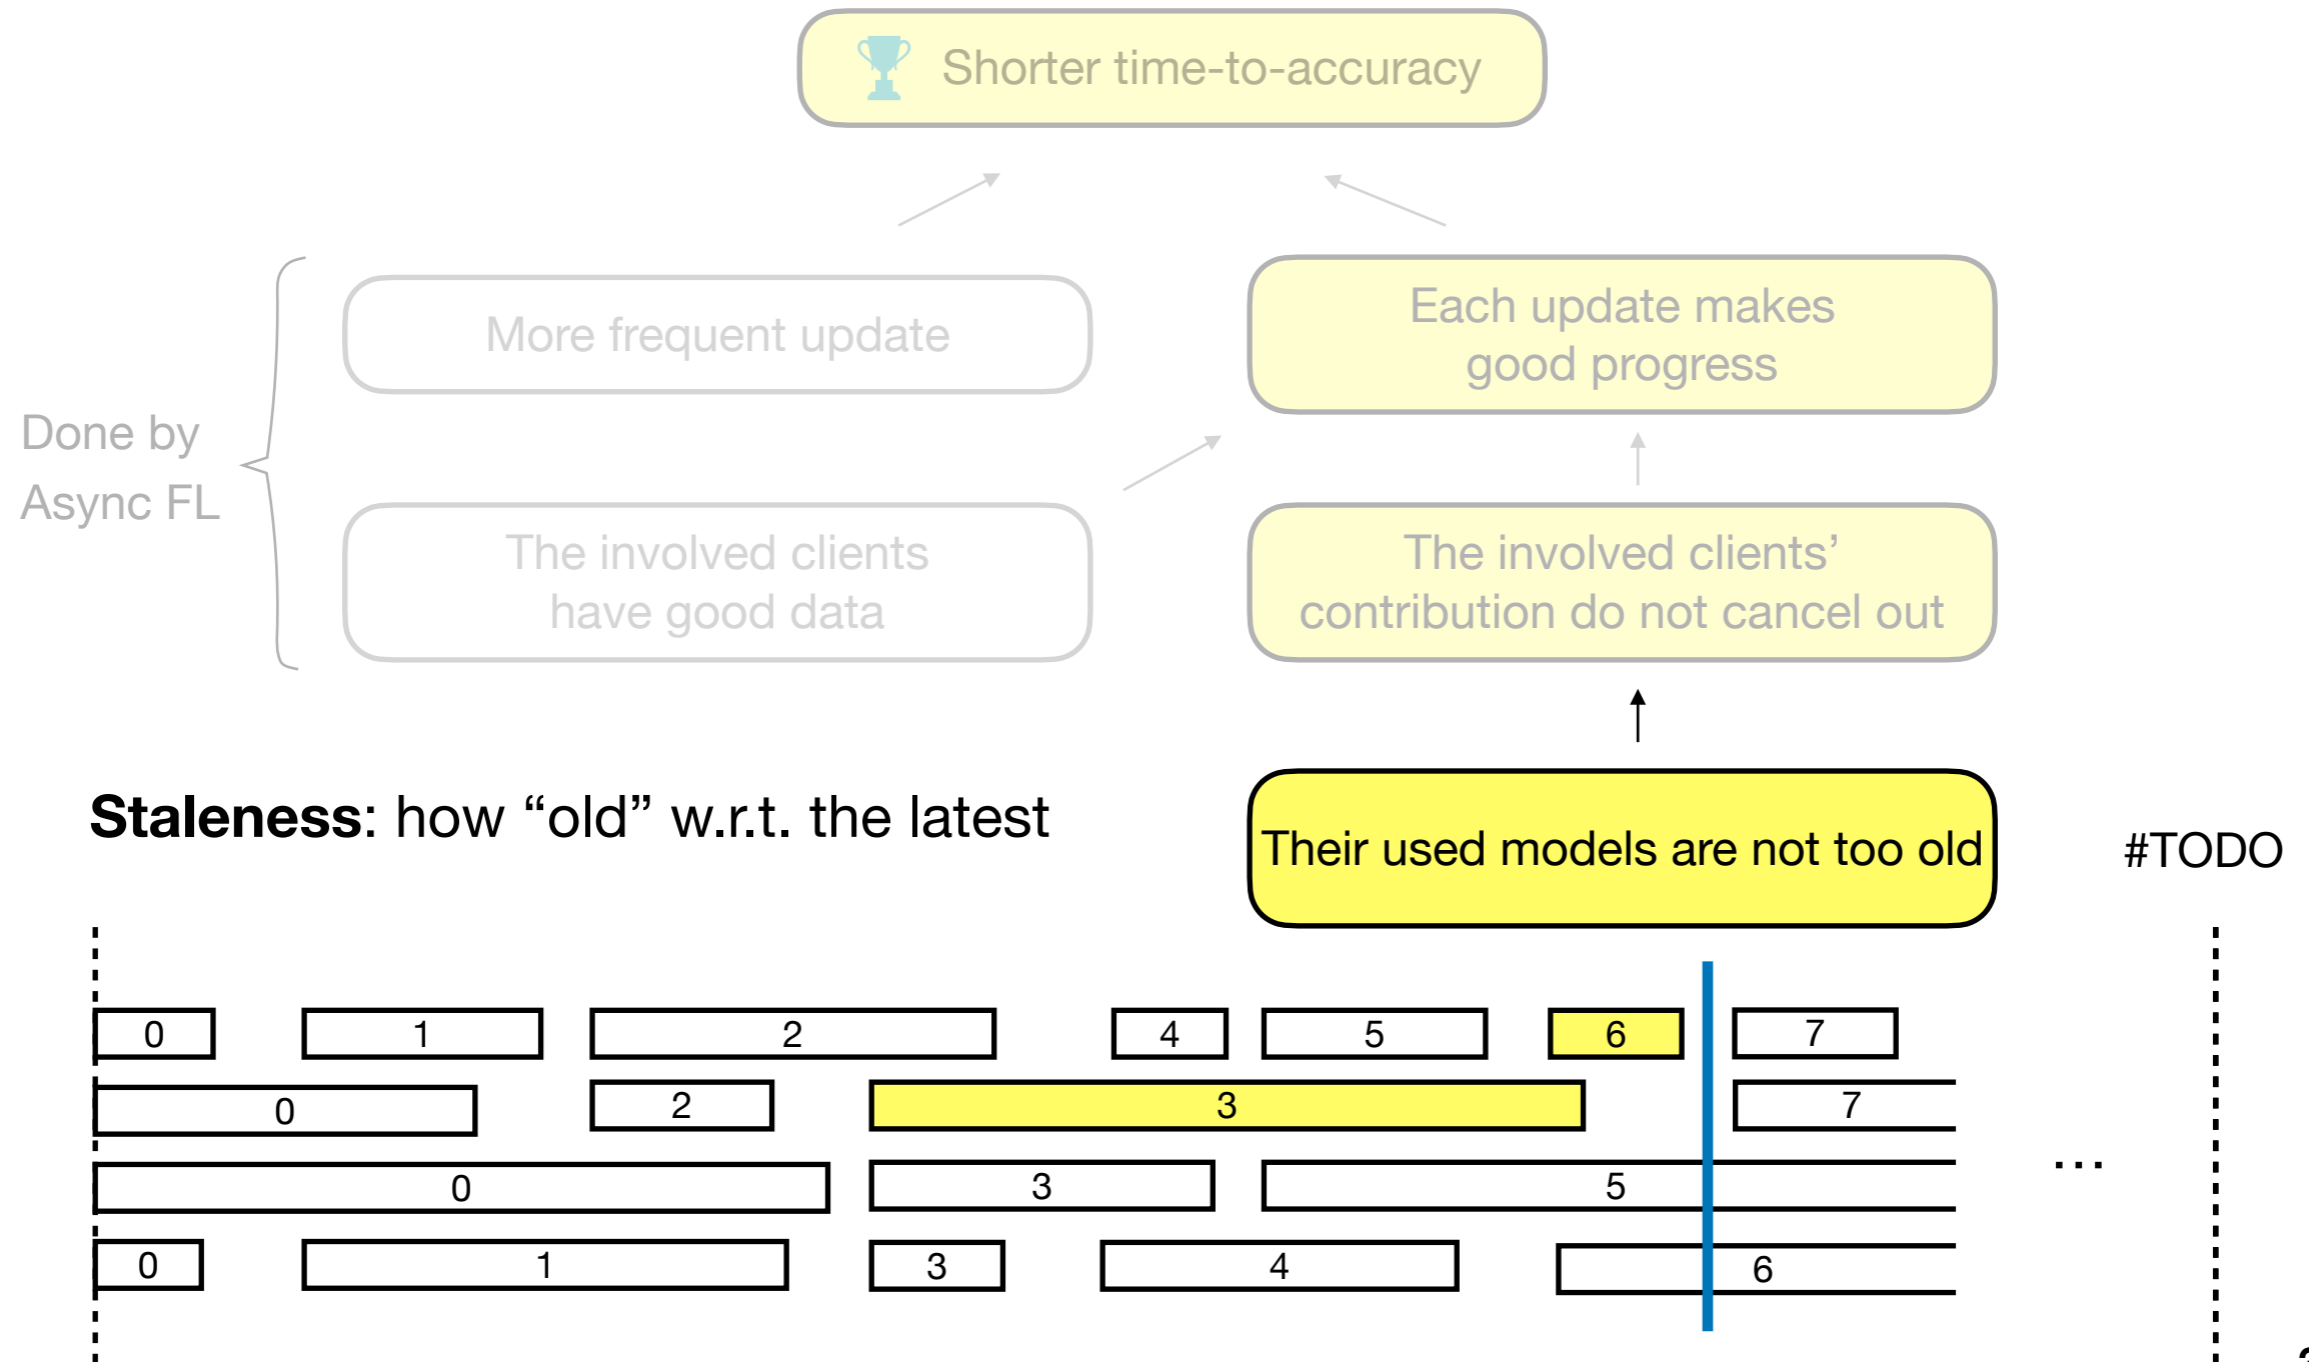 Shorter time-to-accuracy
More frequent update
Each update makes
good progress
Done by
Async FL
The involved clients
have good data
The involved clients’
contribution do not cancel out
Staleness: how “old” w.r.t. the latest
Their used models are not too old
#TODO
0 1 2 4 5 6 7
0 2 3 7
0 3 5
...
0 1 3 4 6